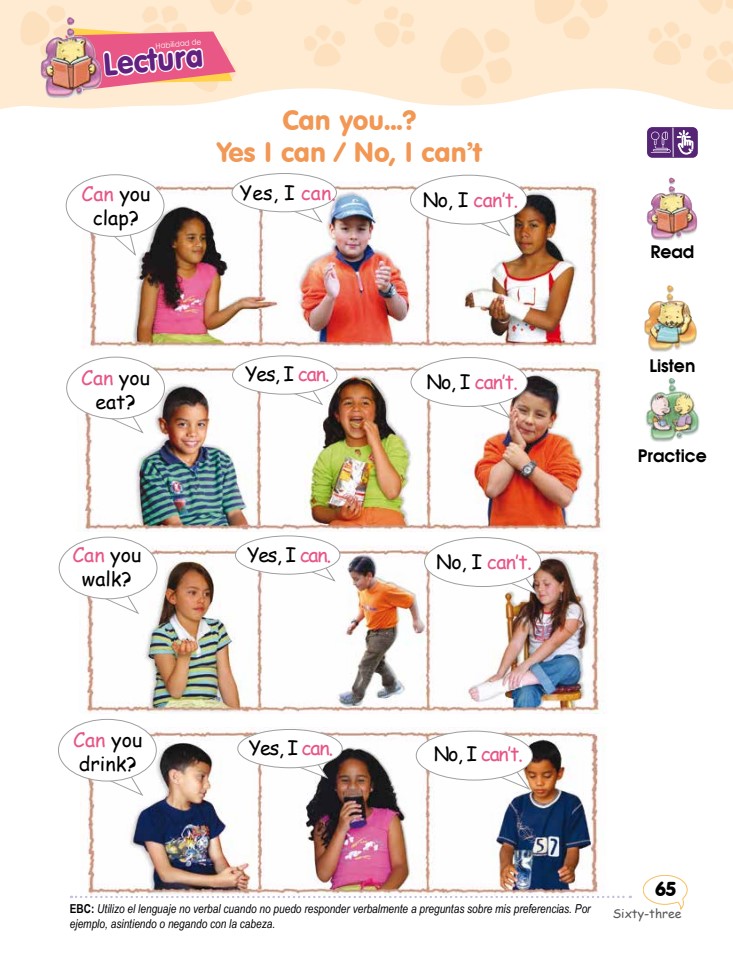 Habilidad de
Lectura
Can you...?
Yes I can / No, I can't
Can you
clap?
Yes, I can.
No, I can't.
Read
Listen
Practice
Can you
eat?
Yes, I can.
No, I can't.
Can you
walk?
Yes, I can.
No, I can't.
Can you
drink?
Yes, I can.
No, I can't.
57
65
Sixty-three
EBC: Utilizo el lenguaje no verbal cuando no puedo responder verbalmente a preguntas sobre mis preferencias. Por
ejemplo, asintiendo o negando con la cabeza.